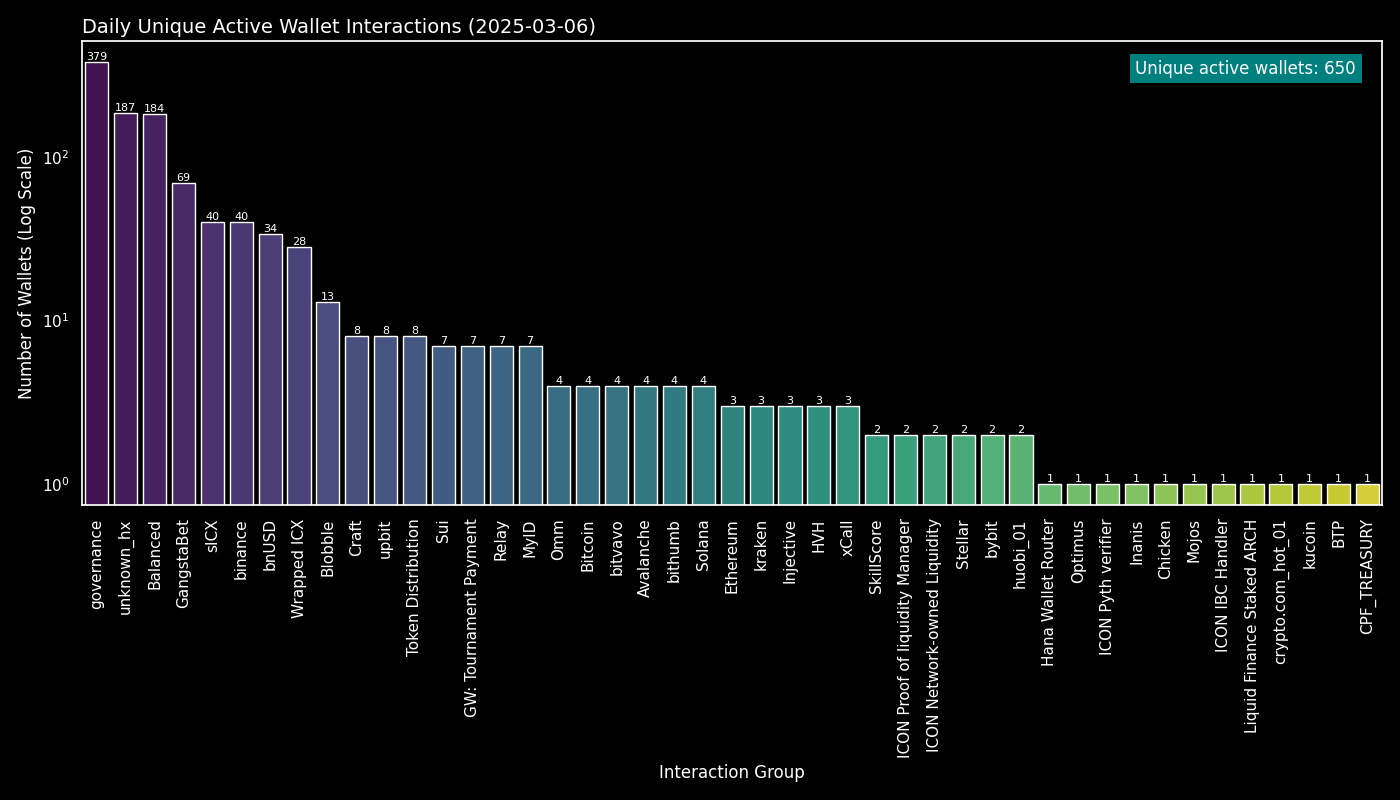 Daily Unique Active Wallet Interactions (2025-03-06)
Unique active wallets: 650
Number of Wallets (Log Scale)
10²
10¹
10⁰
379
187
184
69
40
40
34
28
13
8
8
8
7
7
7
7
4
4
4
4
4
4
3
3
3
3
3
2
2
2
2
2
2
1
1
1
1
1
1
1
1
1
1
1
1
governance
unknown_hx
Balanced
GangstaBet
sICX
binance
bnUSD
Wrapped ICX
Blobble
Craft
upbit
Token Distribution
Sui
GW: Tournament Payment
Relay
MyID
Omm
Bitcoin
bitvavo
Avalanche
bithumb
Solana
Ethereum
kraken
Injective
HVH
xCall
SkillScore
ICON Proof of liquidity Manager
ICON Network-owned Liquidity
Stellar
bybit
huobi_01
Hana Wallet Router
Optimus
ICON Pyth verifier
Inanis
Chicken
Mojos
ICON IBC Handler
Liquid Finance Staked ARCH
crypto.com_hot_01
kucoin
BTP
CPF_TREASURY
Interaction Group